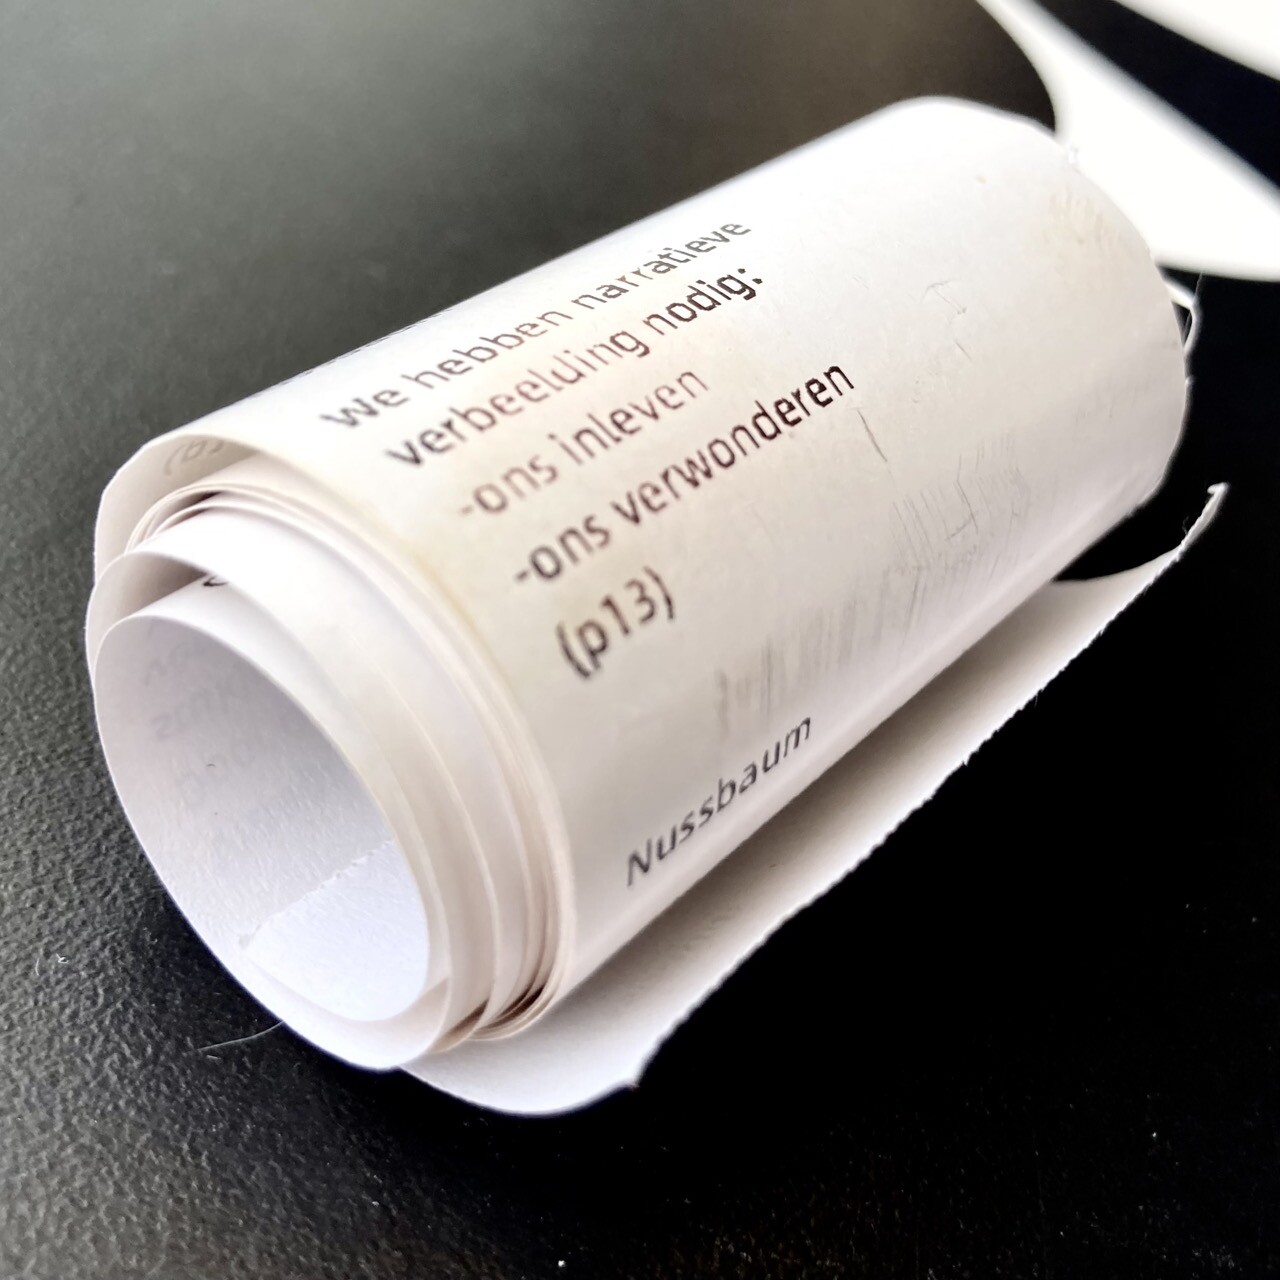 We hebben narratieve
verbeelding nodig:
-ons inleven
-ons verwonderen
(p13)
Nussbaum